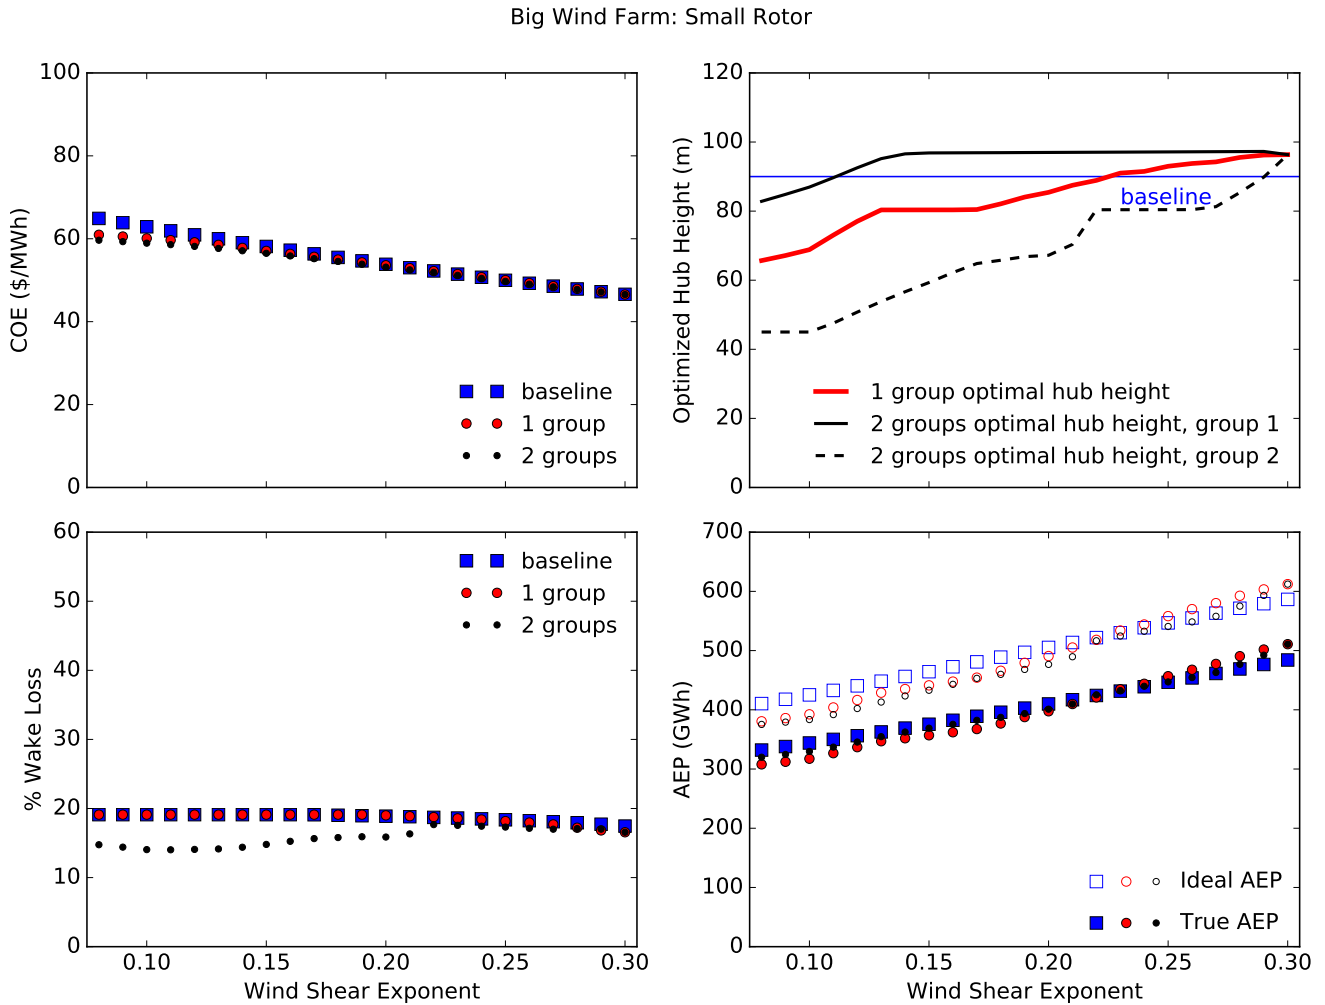 Big Wind Farm: Small Rotor
100
80
60
40
20
0
COE ($/MWh)
baseline
1 group
2 groups
120
100
80
60
40
20
0
Optimized Hub Height (m)
baseline
1 group optimal hub height
2 groups optimal hub height, group 1
2 groups optimal hub height, group 2
60
50
40
30
20
10
0
% Wake Loss
baseline
1 group
2 groups
0.10 0.15 0.20 0.25 0.30
Wind Shear Exponent
700
600
500
400
300
200
100
0
AEP (GWh)
Ideal AEP
True AEP
0.10 0.15 0.20 0.25 0.30
Wind Shear Exponent